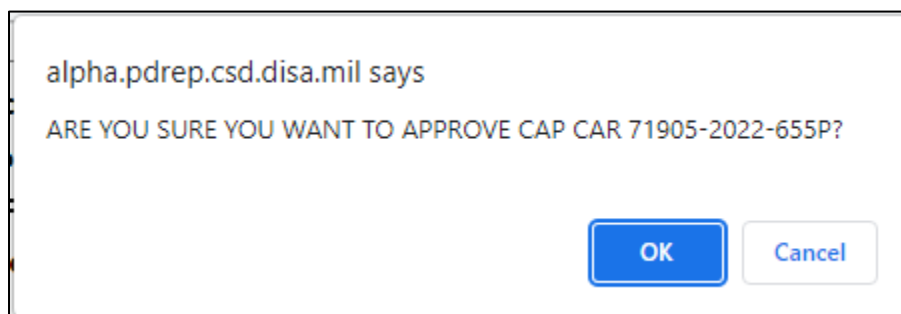 alpha.pdrep.csd.disa.mil says
ARE YOU SURE YOU WANT TO APPROVE CAP CAR 71905-2022-655P?
OK Cancel